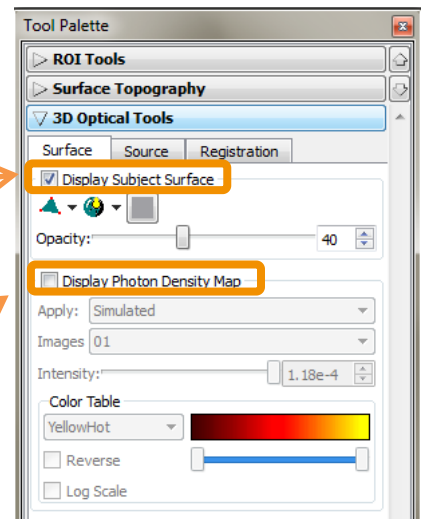 Tool Palette
ROI Tools
Surface Topography
3D Optical Tools
Surface Source Registration
Display Subject Surface
Opacity: 40
Display Photon Density Map
Apply: Simulated
Images 01
Intensity: 1.18e-4
Color Table
YellowHot
Reverse
Log Scale